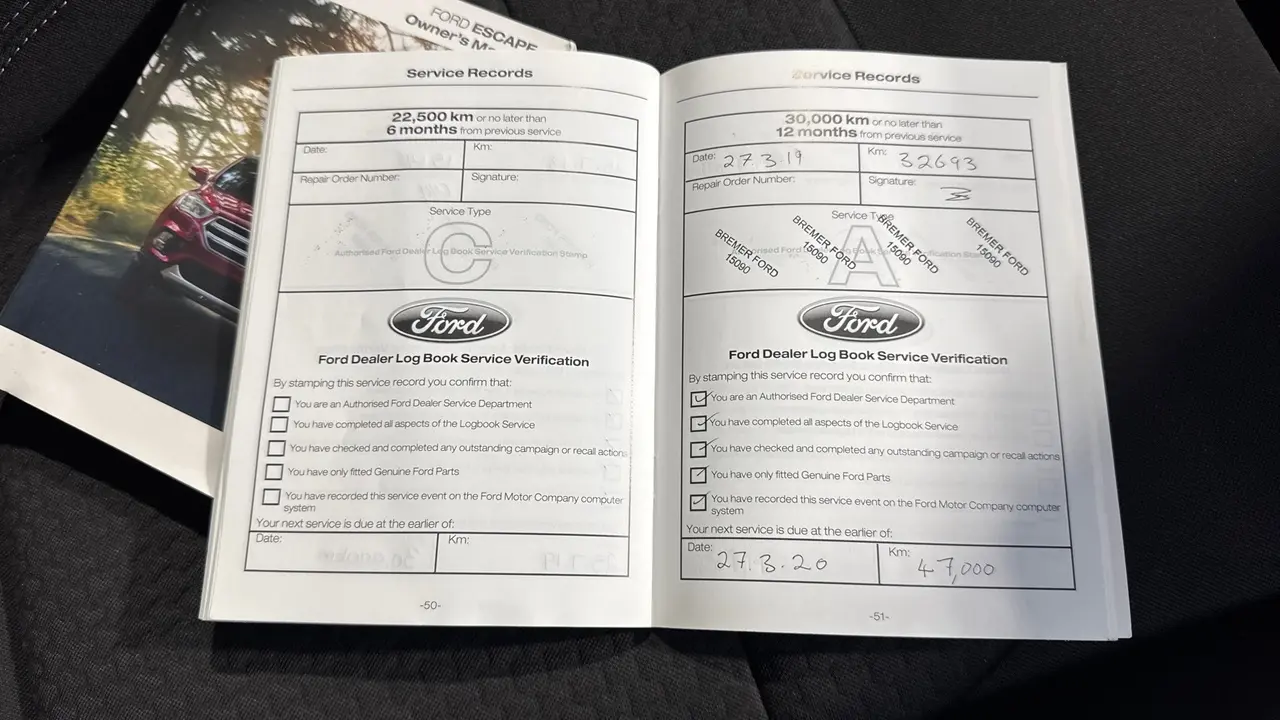 FORD ESCAPE
Owner's Ma
Service Records
22,500 km or no later than
6 months from previous service
Date:
Km:
Repair Order Number:
Signature:
Service Type
C
Authorised Ford Dealer Log Book Service Verification Stamp
Ford
Ford Dealer Log Book Service Verification
By stamping this service record you confirm that:
You are an Authorised Ford Dealer Service Department
You have completed all aspects of the Logbook Service
You have checked and completed any outstanding campaign or recall actions
You have only fitted Genuine Ford Parts
You have recorded this service event on the Ford Motor Company computer
system
Your next service is due at the earlier of:
Date:
Km:
-50-
Service Records
30,000 km or no later than
12 months from previous service
Date: 27.3.19
Km: 32693
Repair Order Number:
Signature:
Service Type
A
BREMER FORD
15090
BREMER FORD
15090
BREMER FORD
15090
BREMER FORD
15090
Ford
Ford Dealer Log Book Service Verification
By stamping this service record you confirm that:
You are an Authorised Ford Dealer Service Department
You have completed all aspects of the Logbook Service
You have checked and completed any outstanding campaign or recall actions
You have only fitted Genuine Ford Parts
You have recorded this service event on the Ford Motor Company computer
system
Your next service is due at the earlier of:
Date: 27.3.20
Km: 47,000
-51-